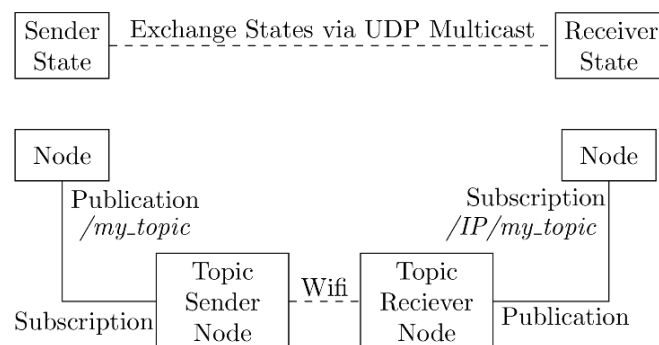 Sender
State
Exchange States via UDP Multicast
Receiver
State
Node
Node
Publication
/my_topic
Subscription
/IP/my_topic
Topic
Sender
Node
Wifi
Topic
Reciever
Node
Subscription
Publication